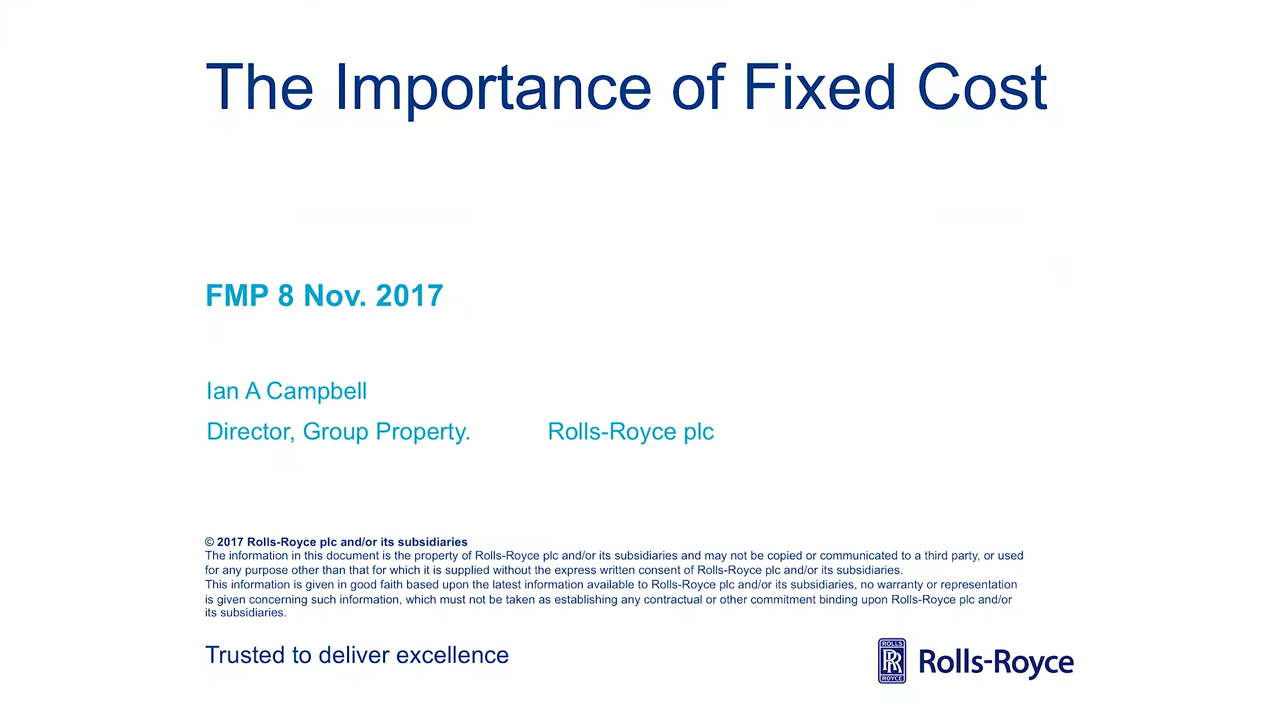 The Importance of Fixed Cost
FMP 8 Nov. 2017
Ian A Campbell
Director, Group Property. Rolls-Royce plc
© 2017 Rolls-Royce plc and/or its subsidiaries
The information in this document is the property of Rolls-Royce plc and/or its subsidiaries and may not be copied or communicated to a third party, or used
for any purpose other than that for which it is supplied without the express written consent of Rolls-Royce plc and/or its subsidiaries.
This information is given in good faith based upon the latest information available to Rolls-Royce plc and/or its subsidiaries, no warranty or representation
is given concerning such information, which must not be taken as establishing any contractual or other commitment binding upon Rolls-Royce plc and/or
its subsidiaries.
Trusted to deliver excellence
ROLLS
RR
ROYCE
Rolls-Royce